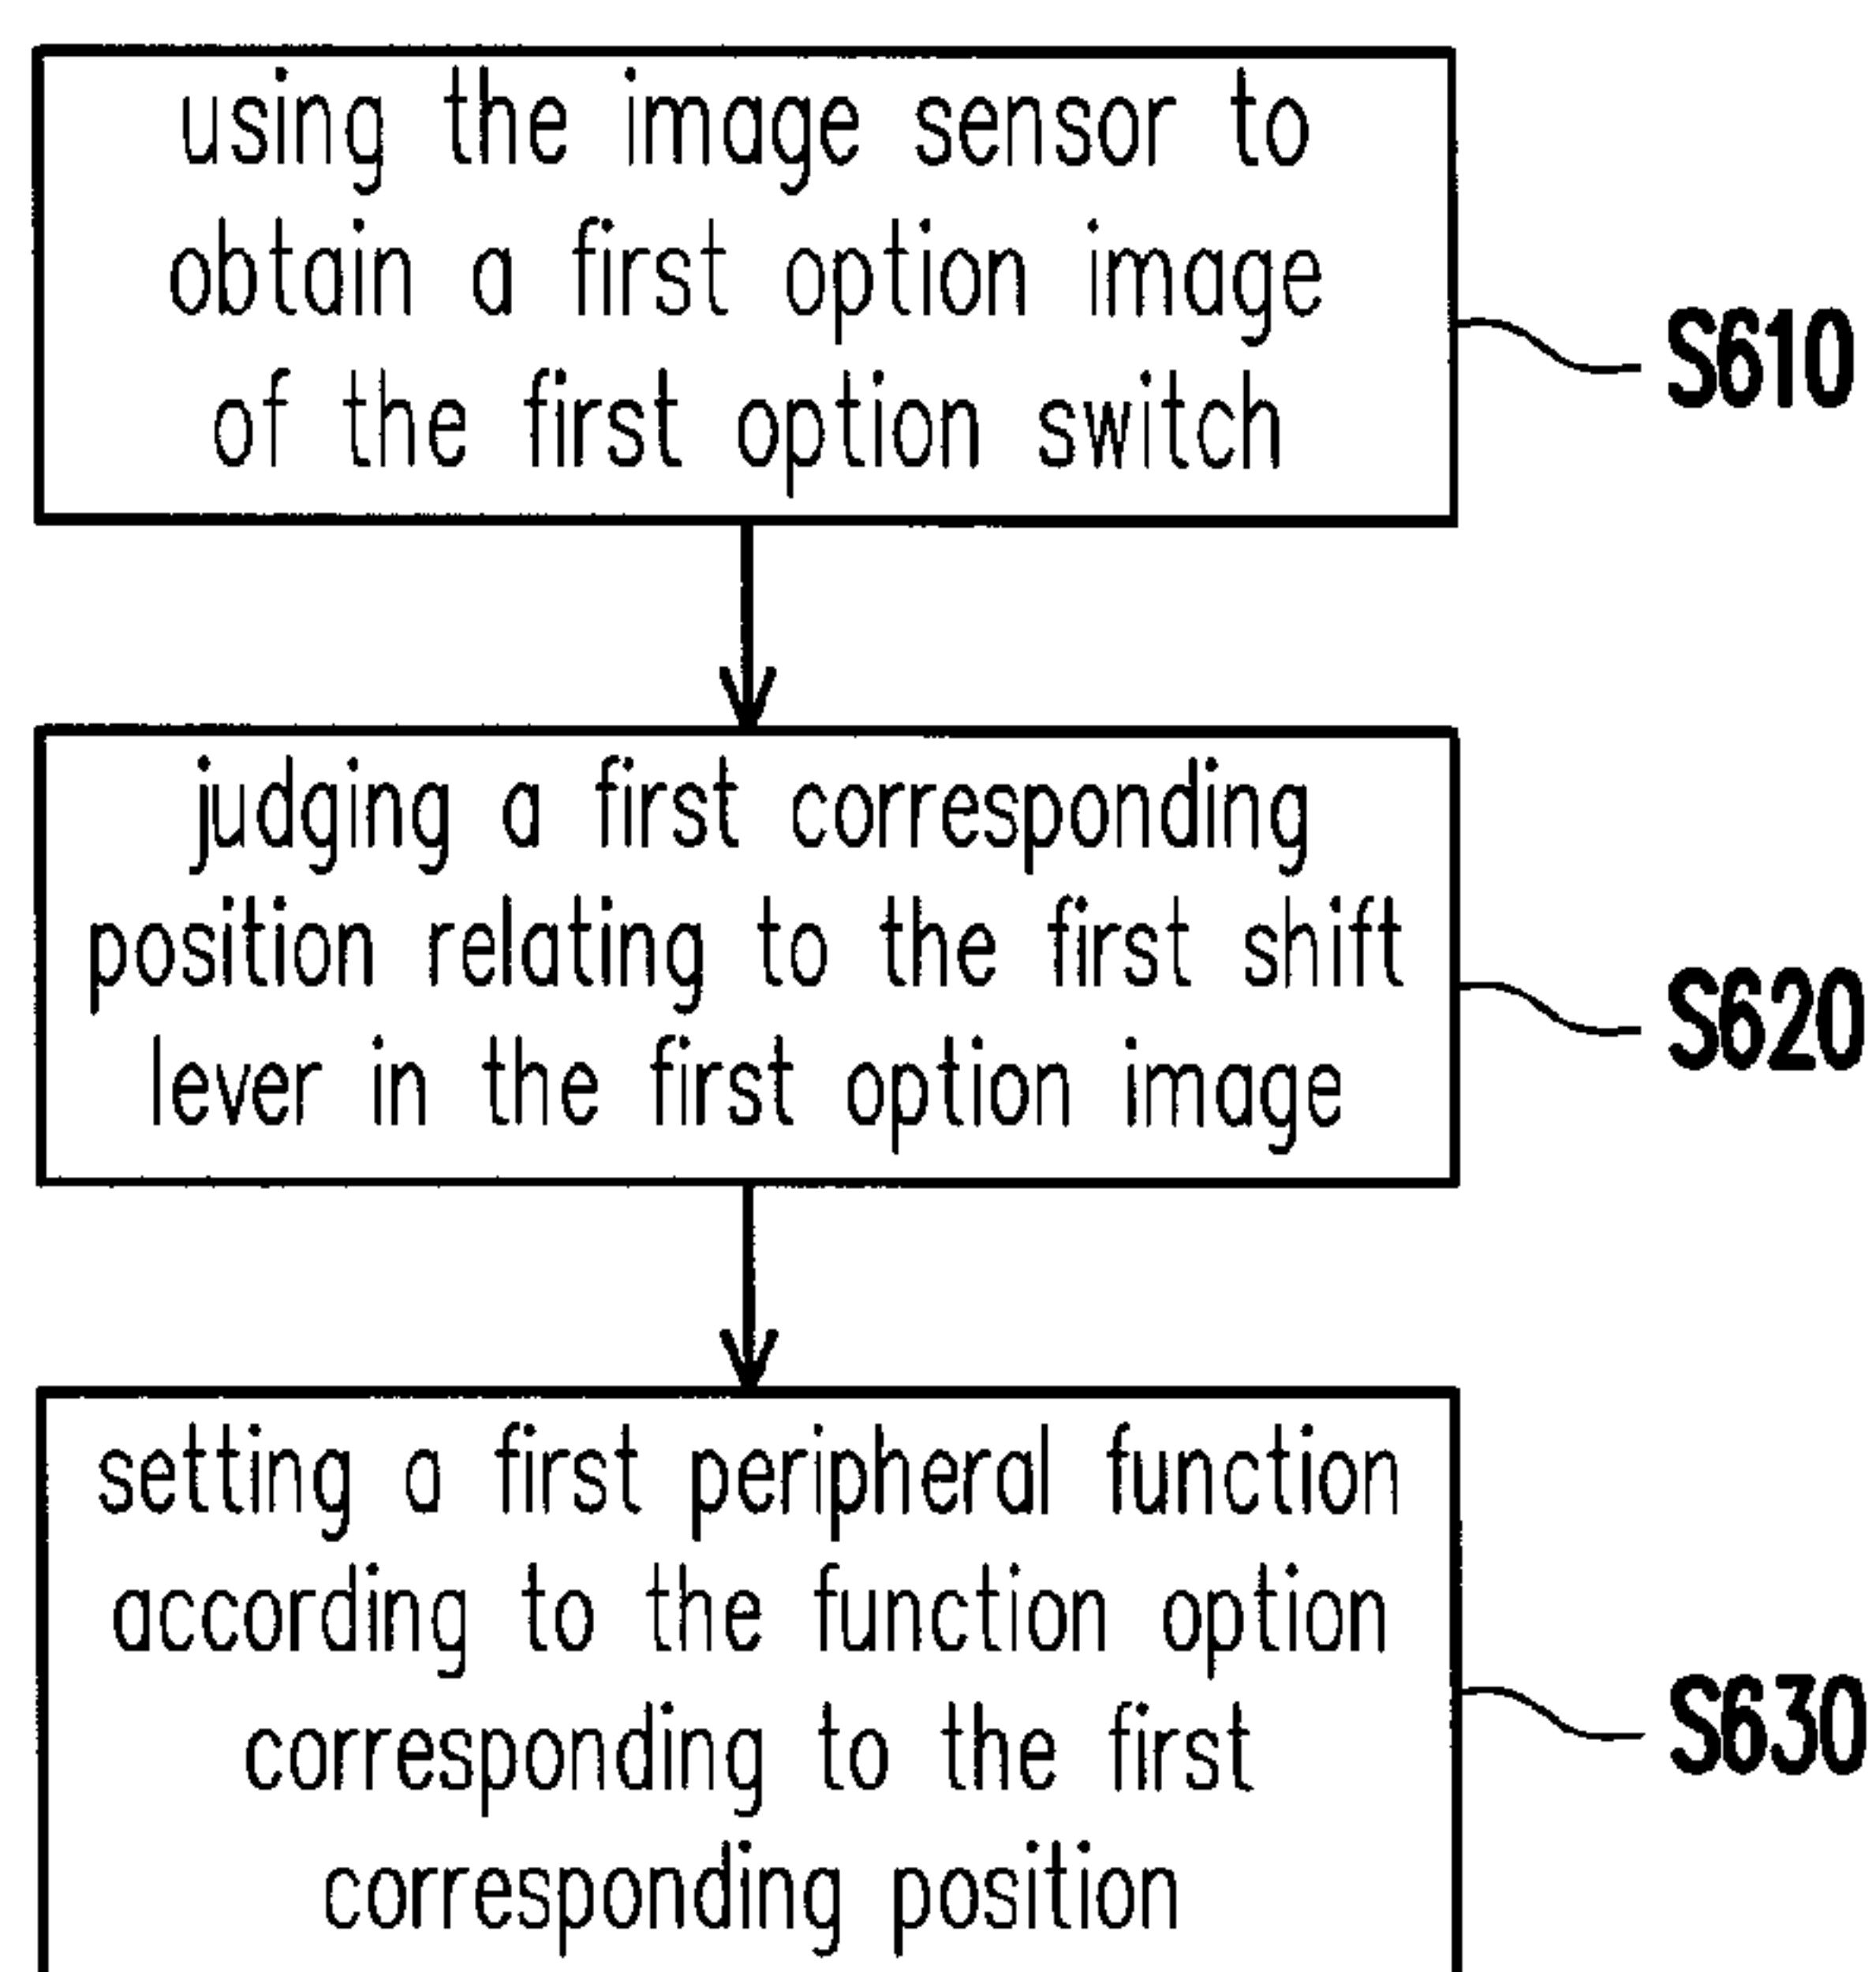 using the image sensor to
obtain a first option image
of the first option switch
S610
judging a first corresponding
position relating to the first shift
lever in the first option image
S620
setting a first peripheral function
according to the function option
corresponding to the first
corresponding position
S630